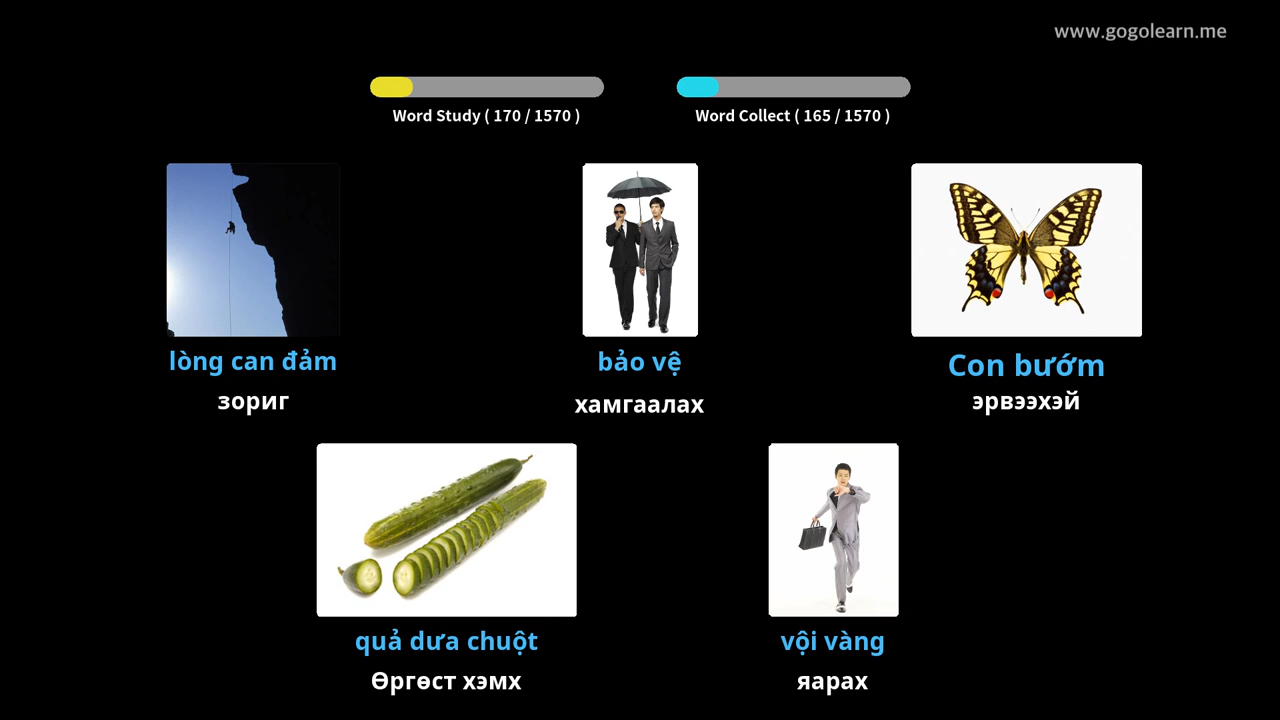 www.gogolearn.me
Word Study ( 170 / 1570 )
Word Collect ( 165 / 1570 )
lòng can đảm
зориг
bảo vệ
хамгаалах
Con bướm
эрвээхэй
quả dưa chuột
Өргөст хэмх
vội vàng
яарах